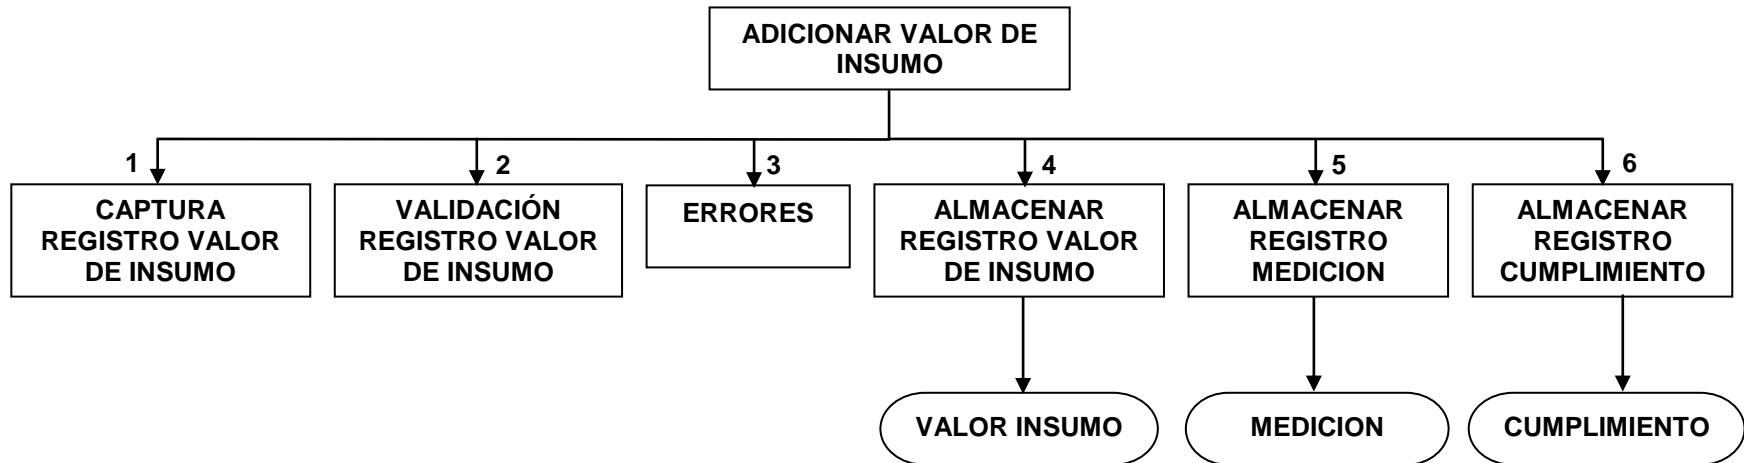 ADICIONAR VALOR DE
INSUMO
1
2
3
4
5
6
CAPTURA
REGISTRO VALOR
DE INSUMO
VALIDACIÓN
REGISTRO VALOR
DE INSUMO
ERRORES
ALMACENAR
REGISTRO VALOR
DE INSUMO
ALMACENAR
REGISTRO
MEDICION
ALMACENAR
REGISTRO
CUMPLIMIENTO
VALOR INSUMO
MEDICION
CUMPLIMIENTO